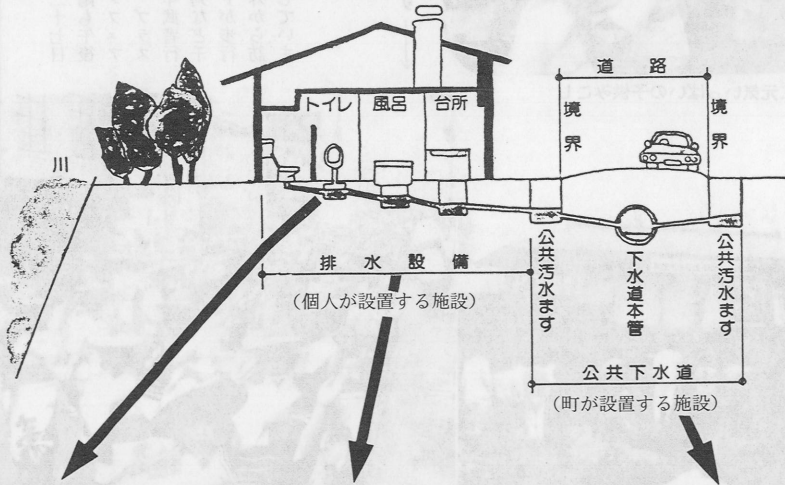 道路
境界
境界
トイレ
風呂
台所
川
排水設備
(個人が設置する施設)
公共汚水ます
下水道本管
公共汚水ます
公共下水道
(町が設置する施設)